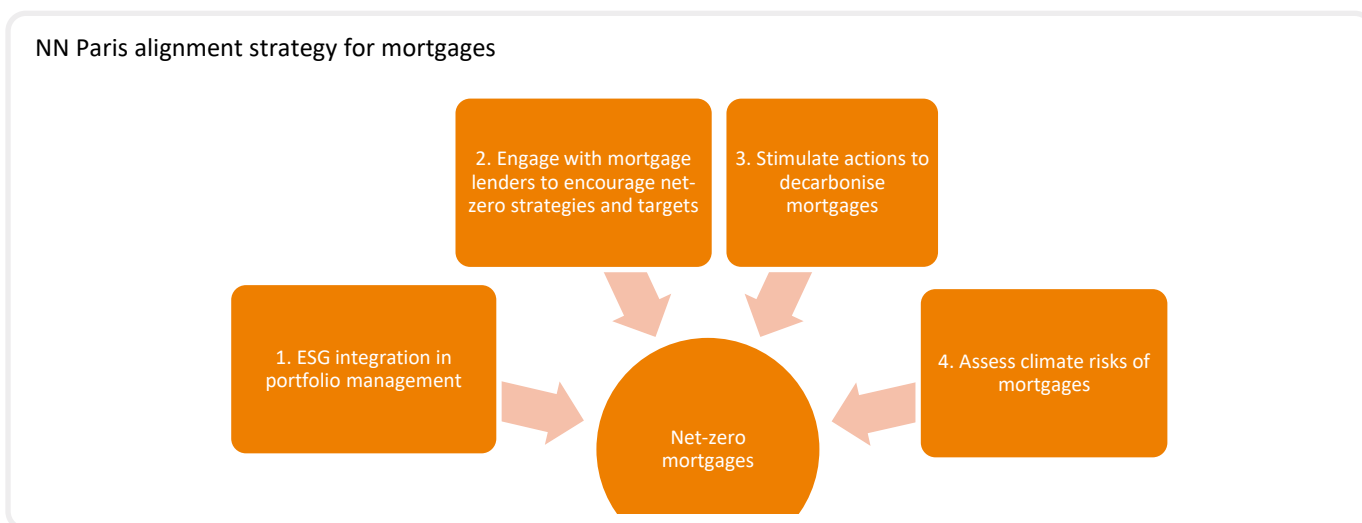 NN Paris alignment strategy for mortgages
1. ESG integration in
portfolio management
2. Engage with mortgage
lenders to encourage net-
zero strategies and targets
3. Stimulate actions to
decarbonise
mortgages
4. Assess climate risks of
mortgages
Net-zero
mortgages